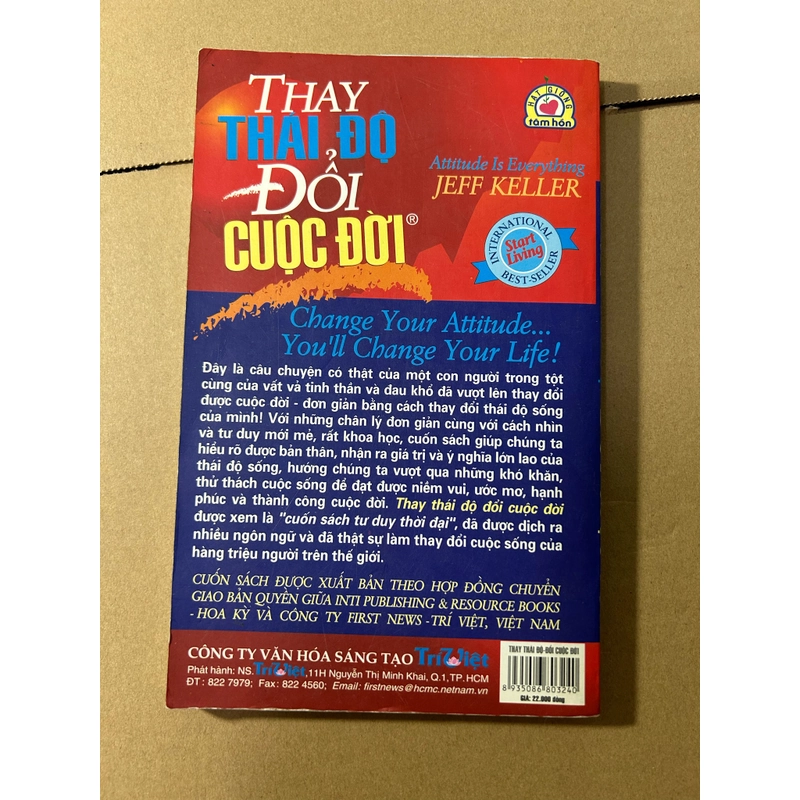 THAY
THÁI ĐỘ
ĐỔI
CUỘC ĐỜI®
HẠT GIỐNG
tâm hồn
Attitude Is Everything
JEFF KELLER
INTERNATIONAL
Start
Living
BEST-SELLER
Change Your Attitude...
You'll Change Your Life!
Đây là câu chuyện có thật của một con người trong tột
cùng của vất vả tinh thần và đau khổ đã vượt lên thay đổi
được cuộc đời - đơn giản bằng cách thay đổi thái độ sống
của mình! Với những chân lý đơn giản cùng với cách nhìn
và tư duy mới mẻ, rất khoa học, cuốn sách giúp chúng ta
hiểu rõ được bản thân, nhận ra giá trị và ý nghĩa lớn lao của
thái độ sống, hướng chúng ta vượt qua những khó khăn,
thử thách cuộc sống để đạt được niềm vui, ước mơ, hạnh
phúc và thành công cuộc đời. Thay thái độ đổi cuộc đời
được xem là "cuốn sách tư duy thời đại", đã được dịch ra
nhiều ngôn ngữ và đã thật sự làm thay đổi cuộc sống của
hàng triệu người trên thế giới.
CUỐN SÁCH ĐƯỢC XUẤT BẢN THEO HỢP ĐỒNG CHUYỂN
GIAO BẢN QUYỀN GIỮA INTI PUBLISHING & RESOURCE BOOKS
- HOA KỲ VÀ CÔNG TY FIRST NEWS -TRÍ VIỆT, VIỆT NAM
CÔNG TY VĂN HÓA SÁNG TẠO Trí Việt
Phát hành: NS. Trí Việt, 11H Nguyễn Thị Minh Khai, Q.1, TP. HCM
ĐT : 822 7979; Fax: 822 4560; Email: firstnews@hcmc.netnam.vn
THAY THÁI ĐỘ-ĐỔI CUỘC ĐỜI
8 935086 803240
GIÁ: 22.000 đồng